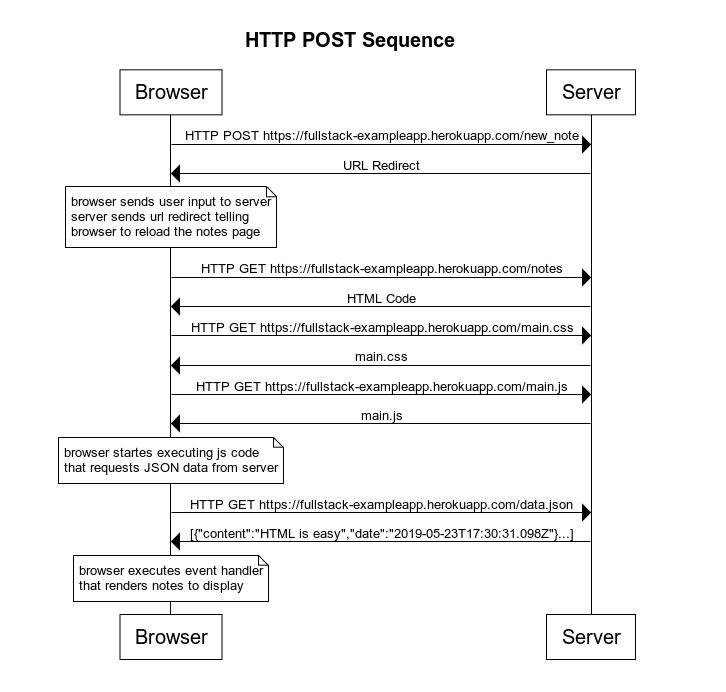 HTTP POST Sequence
Browser
Server
HTTP POST https://fullstack-exampleapp.herokuapp.com/new_note
URL Redirect
browser sends user input to server
server sends url redirect telling
browser to reload the notes page
HTTP GET https://fullstack-exampleapp.herokuapp.com/notes
HTML Code
HTTP GET https://fullstack-exampleapp.herokuapp.com/main.css
main.css
HTTP GET https://fullstack-exampleapp.herokuapp.com/main.js
main.js
browser startes executing js code
that requests JSON data from server
HTTP GET https://fullstack-exampleapp.herokuapp.com/data.json
[{"content":"HTML is easy","date":"2019-05-23T17:30:31.098Z"}...]
browser executes event handler
that renders notes to display
Browser
Server